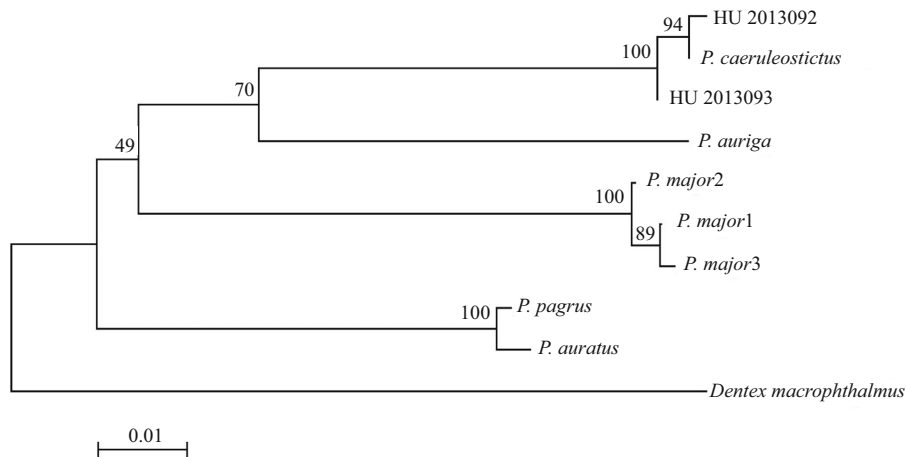 HU 2013092
94
100
P. caeruleostictus
70
HU 2013093
49
P. auriga
P. major2
100
P. major1
89
P. major3
P. pagrus
100
P. auratus
Dentex macrophthalmus
0.01